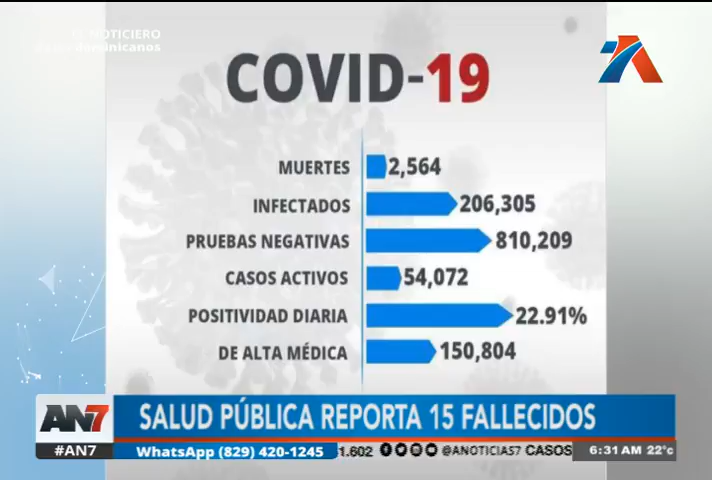 NOTICIERO
dominicanos
COVID-19
MUERTES 2,564
INFECTADOS 206,305
PRUEBAS NEGATIVAS 810,209
CASOS ACTIVOS 54,072
POSITIVIDAD DIARIA 22.91%
DE ALTA MÉDICA 150,804
AN7 SALUD PÚBLICA REPORTA 15 FALLECIDOS
#AN7 WhatsApp (829) 420-1245 1.602 @ANOTICIAS7 CASOS 6:31 AM 22°c